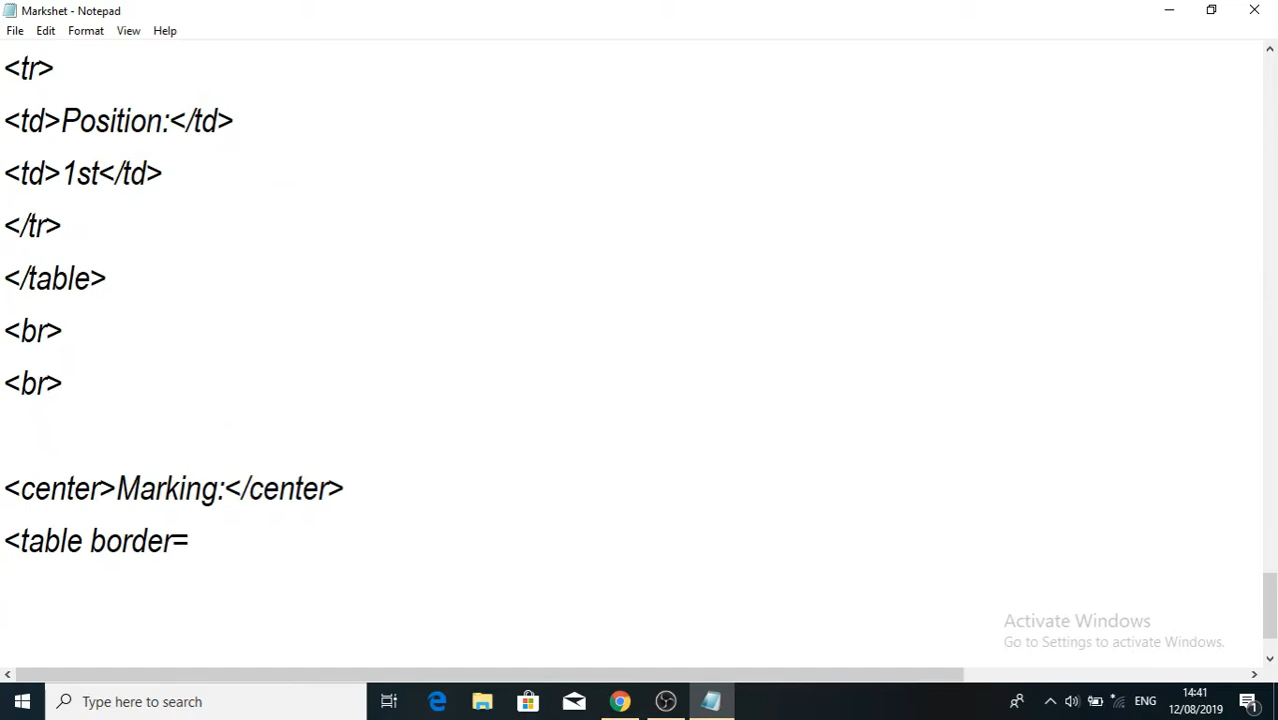 Markshet - Notepad
File Edit Format View Help
<tr>
<td>Position:</td>
<td>1st</td>
</tr>
</table>
<br>
<br>
<center>Marking:</center>
<table border=
Activate Windows
Go to Settings to activate Windows.
Type here to search
ENG
14:41
12/08/2019
1